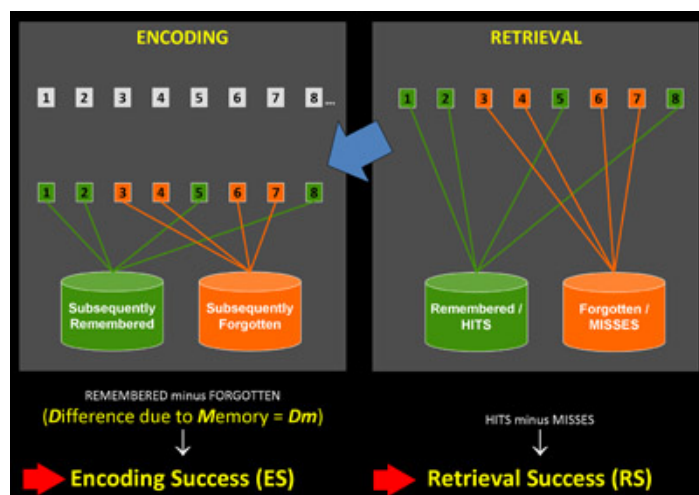 ENCODING
1 2 3 4 5 6 7 8 ...
1 2 3 4 5 6 7 8
Subsequently
Remembered
Subsequently
Forgotten
REMEMBERED minus FORGOTTEN
(Difference due to Memory = Dm)
Encoding Success (ES)
RETRIEVAL
1 2 3 4 5 6 7 8
Remembered /
HITS
Forgotten /
MISSES
HITS minus MISSES
Retrieval Success (RS)